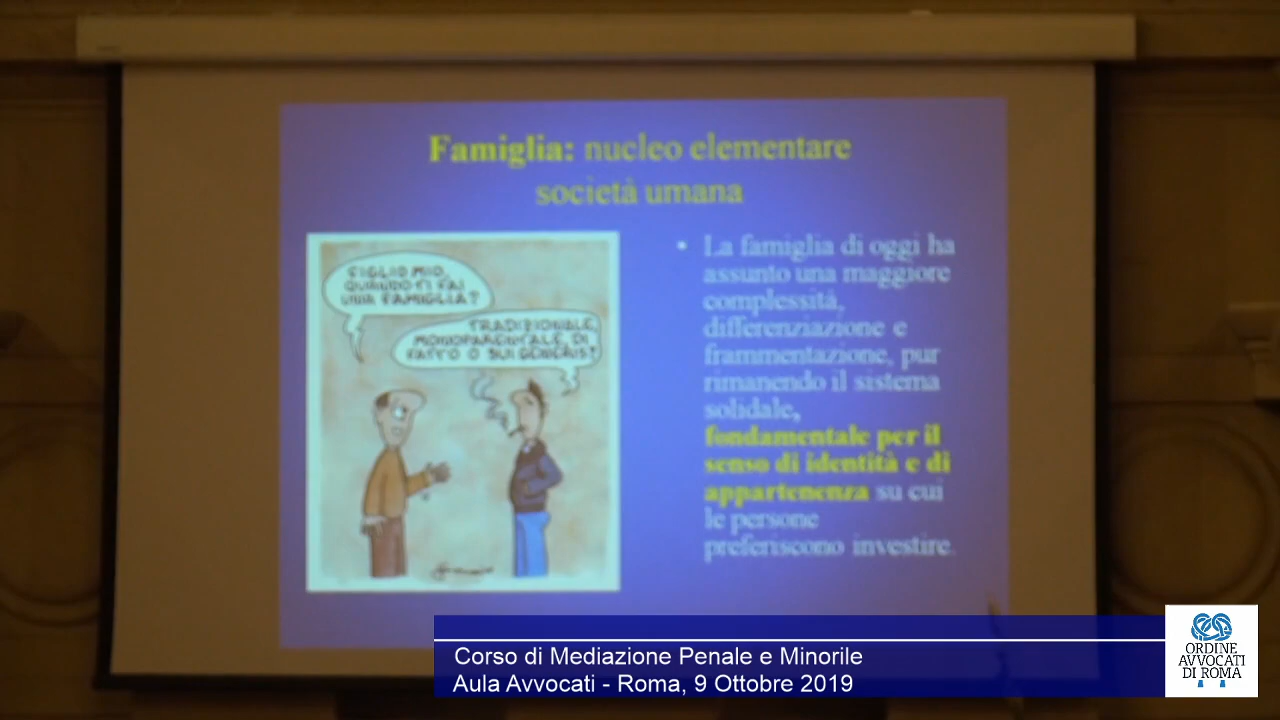 Famiglia: nucleo elementare
società umana
FIGLIO MIO,
QUANDO TI FAI
UNA FAMIGLIA?
TRADIZIONALE,
MONOPARENTALE, DI
FATTO O SUI GENERIS?
• La famiglia di oggi ha
assunto una maggiore
complessità,
differenziazione e
frammentazione, pur
rimanendo il sistema
solidale,
fondamentale per il
senso di identità e di
appartenenza su cui
le persone
preferiscono investire.
Corso di Mediazione Penale e Minorile
Aula Avvocati - Roma, 9 Ottobre 2019
ORDINE
AVVOCATI
DI ROMA